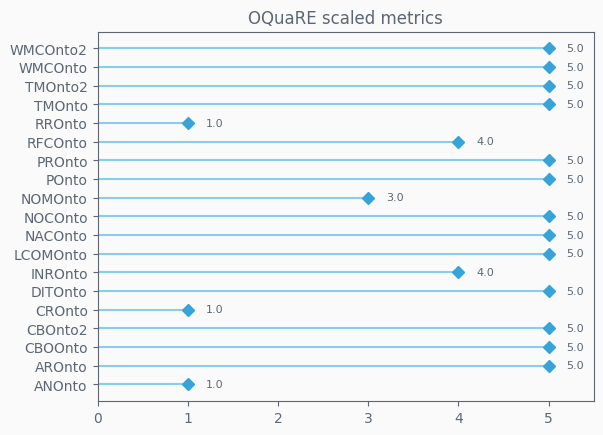 OQuaRE scaled metrics
WMCOnto2 5.0
WMCOnto 5.0
TMOnto2 5.0
TMOnto 5.0
RROnto 1.0
RFCOnto 4.0
PROnto 5.0
POnto 5.0
NOMOnto 3.0
NOCOnto 5.0
NACOnto 5.0
LCOMOnto 5.0
INROnto 4.0
DITOnto 5.0
CROnto 1.0
CBOnto2 5.0
CBOOnto 5.0
AROnto 5.0
ANOnto 1.0
0 1 2 3 4 5